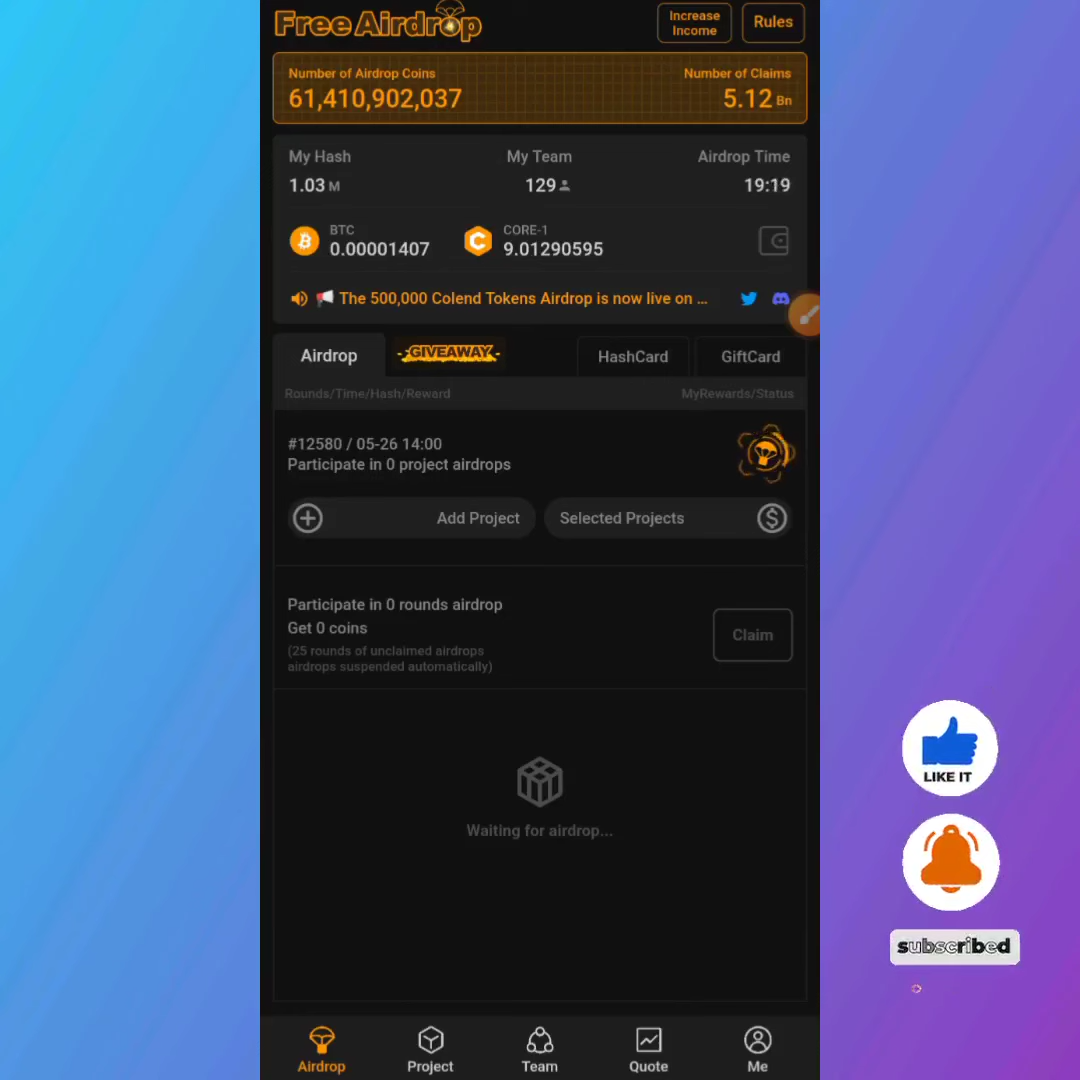 Free Airdrop
Increase
Income
Rules
Number of Airdrop Coins
Number of Claims
61,410,902,037
5.12 Bn
My Hash
My Team
Airdrop Time
1.03 M
129
19:19
BTC
0.00001407
CORE-1
9.01290595
The 500,000 Colend Tokens Airdrop is now live on ...
Airdrop
GIVEAWAY
HashCard
GiftCard
Rounds/Time/Hash/Reward
MyRewards/Status
#12580 / 05-26 14:00
Participate in 0 project airdrops
Add Project
Selected Projects
Participate in 0 rounds airdrop
Get 0 coins
(25 rounds of unclaimed airdrops
airdrops suspended automatically)
Claim
Waiting for airdrop...
LIKE IT
subscribed
Airdrop
Project
Team
Quote
Me